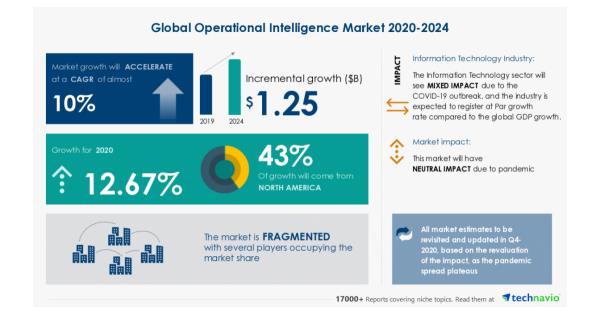 Global Operational Intelligence Market 2020-2024
Market growth will ACCELERATE
at a CAGR of almost
10%
2019
2024
Incremental growth ($B)
$1.25
Growth for 2020
12.67%
43%
Of growth will come from
NORTH AMERICA
The market is FRAGMENTED
with several players occupying the
market share
IMPACT
Information Technology Industry:
The Information Technology sector will
see MIXED IMPACT due to the
COVID-19 outbreak, and the industry is
expected to register at Par growth
rate compared to the global GDP growth.
Market impact:
This market will have
NEUTRAL IMPACT due to pandemic
All market estimates to be
revisited and updated in Q4-
2020, based on the revaluation
of the impact, as the pandemic
spread plateous
17000+ Reports covering niche topics. Read them at
technavio